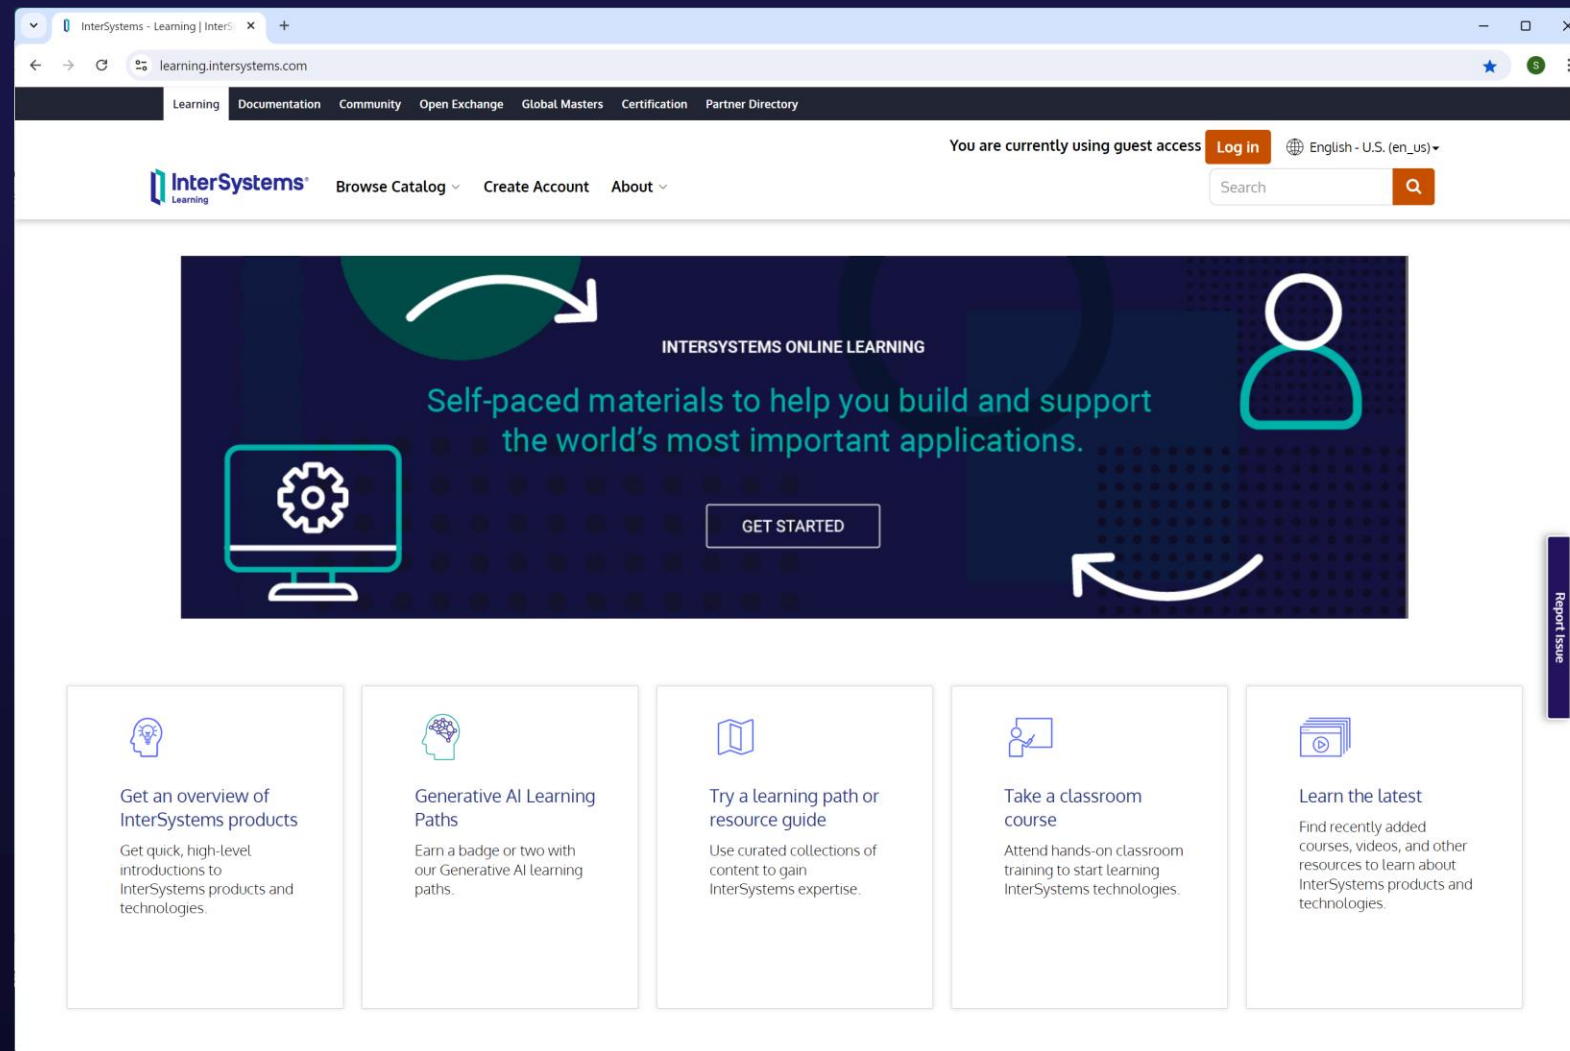 InterSystems - Learning | InterS
learning.intersystems.com
S
Learning Documentation Community Open Exchange Global Masters Certification Partner Directory
You are currently using guest access Log in English - U.S. (en_us)
InterSystems
Learning
Browse Catalog Create Account About
Search
INTERSYSTEMS ONLINE LEARNING
Self-paced materials to help you build and support
the world's most important applications.
GET STARTED
Report Issue
Get an overview of
InterSystems products
Get quick, high-level
introductions to
InterSystems products and
technologies.
Generative AI Learning
Paths
Earn a badge or two with
our Generative AI learning
paths.
Try a learning path or
resource guide
Use curated collections of
content to gain
InterSystems expertise.
Take a classroom
course
Attend hands-on classroom
training to start learning
InterSystems technologies.
Learn the latest
Find recently added
courses, videos, and other
resources to learn about
InterSystems products and
technologies.